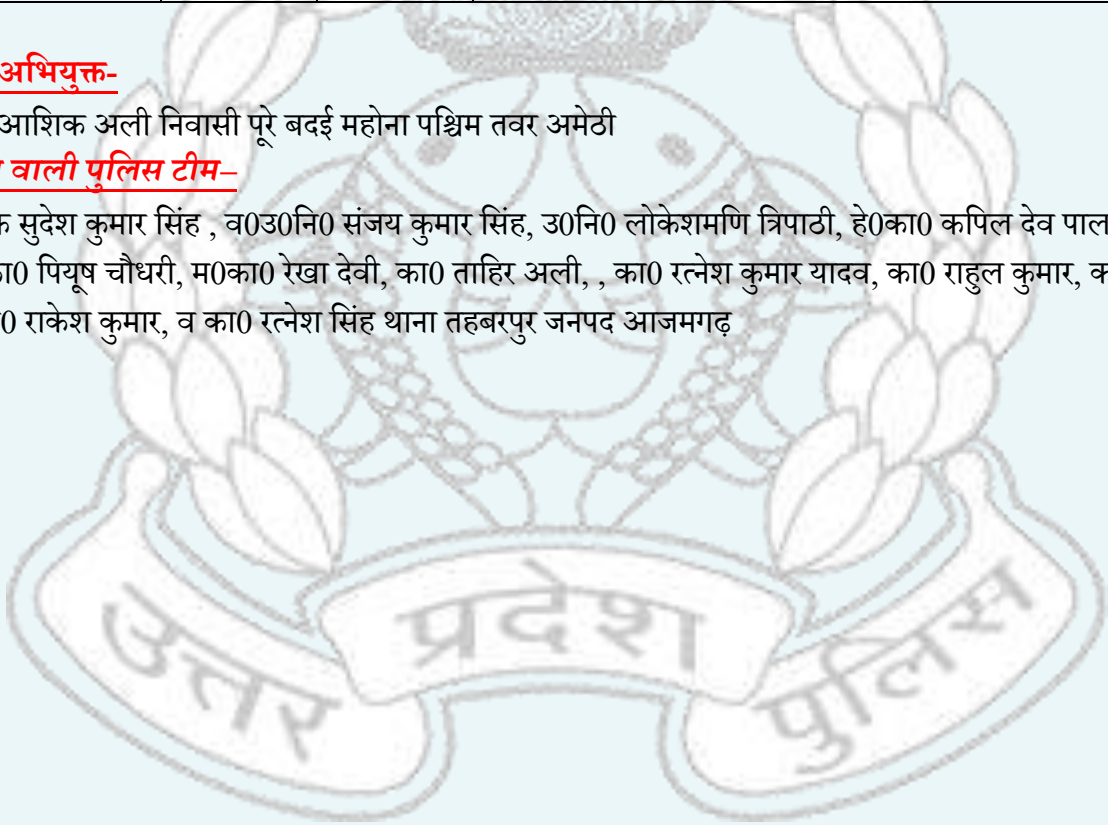 अभियुक्त-
आशिक अली निवासी पूरे बदई महोना पश्चिम तवर अमेठी
वाली पुलिस टीम–
सुदेश कुमार सिंह , व0उ0नि0 संजय कुमार सिंह, उ0नि0 लोकेशमणि त्रिपाठी, हे0का0 कपिल देव पाल
पियूष चौधरी, म0का0 रेखा देवी, का0 ताहिर अली, , का0 रत्नेश कुमार यादव, का0 राहुल कुमार,
राकेश कुमार, व का0 रत्नेश सिंह थाना तहबरपुर जनपद आजमगढ़
उत्तर प्रदेश पुलिस